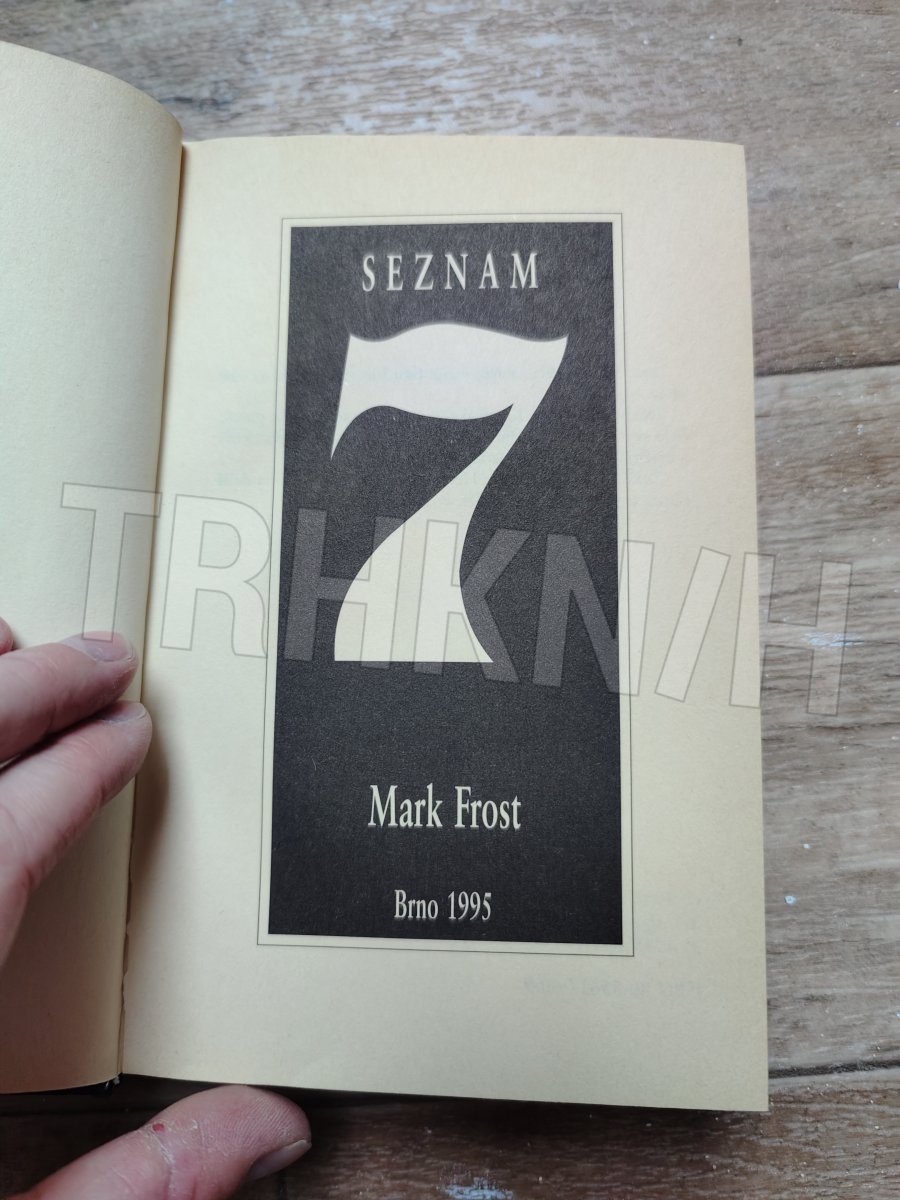 SEZNAM
7
Mark Frost
Brno 1995
TRHKNIH